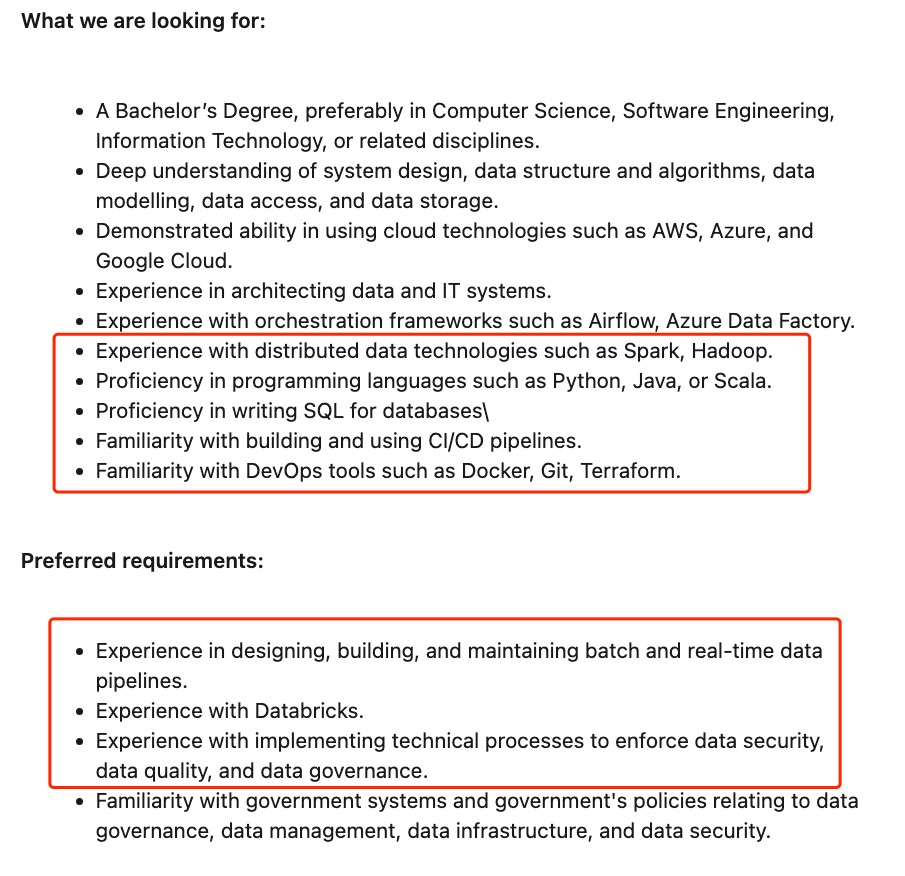 What we are looking for:
• A Bachelor’s Degree, preferably in Computer Science, Software Engineering,
Information Technology, or related disciplines.
• Deep understanding of system design, data structure and algorithms, data
modelling, data access, and data storage.
• Demonstrated ability in using cloud technologies such as AWS, Azure, and
Google Cloud.
• Experience in architecting data and IT systems.
• Experience with orchestration frameworks such as Airflow, Azure Data Factory.
• Experience with distributed data technologies such as Spark, Hadoop.
• Proficiency in programming languages such as Python, Java, or Scala.
• Proficiency in writing SQL for databases\
• Familiarity with building and using CI/CD pipelines.
• Familiarity with DevOps tools such as Docker, Git, Terraform.
Preferred requirements:
• Experience in designing, building, and maintaining batch and real-time data
pipelines.
• Experience with Databricks.
• Experience with implementing technical processes to enforce data security,
data quality, and data governance.
• Familiarity with government systems and government's policies relating to data
governance, data management, data infrastructure, and data security.